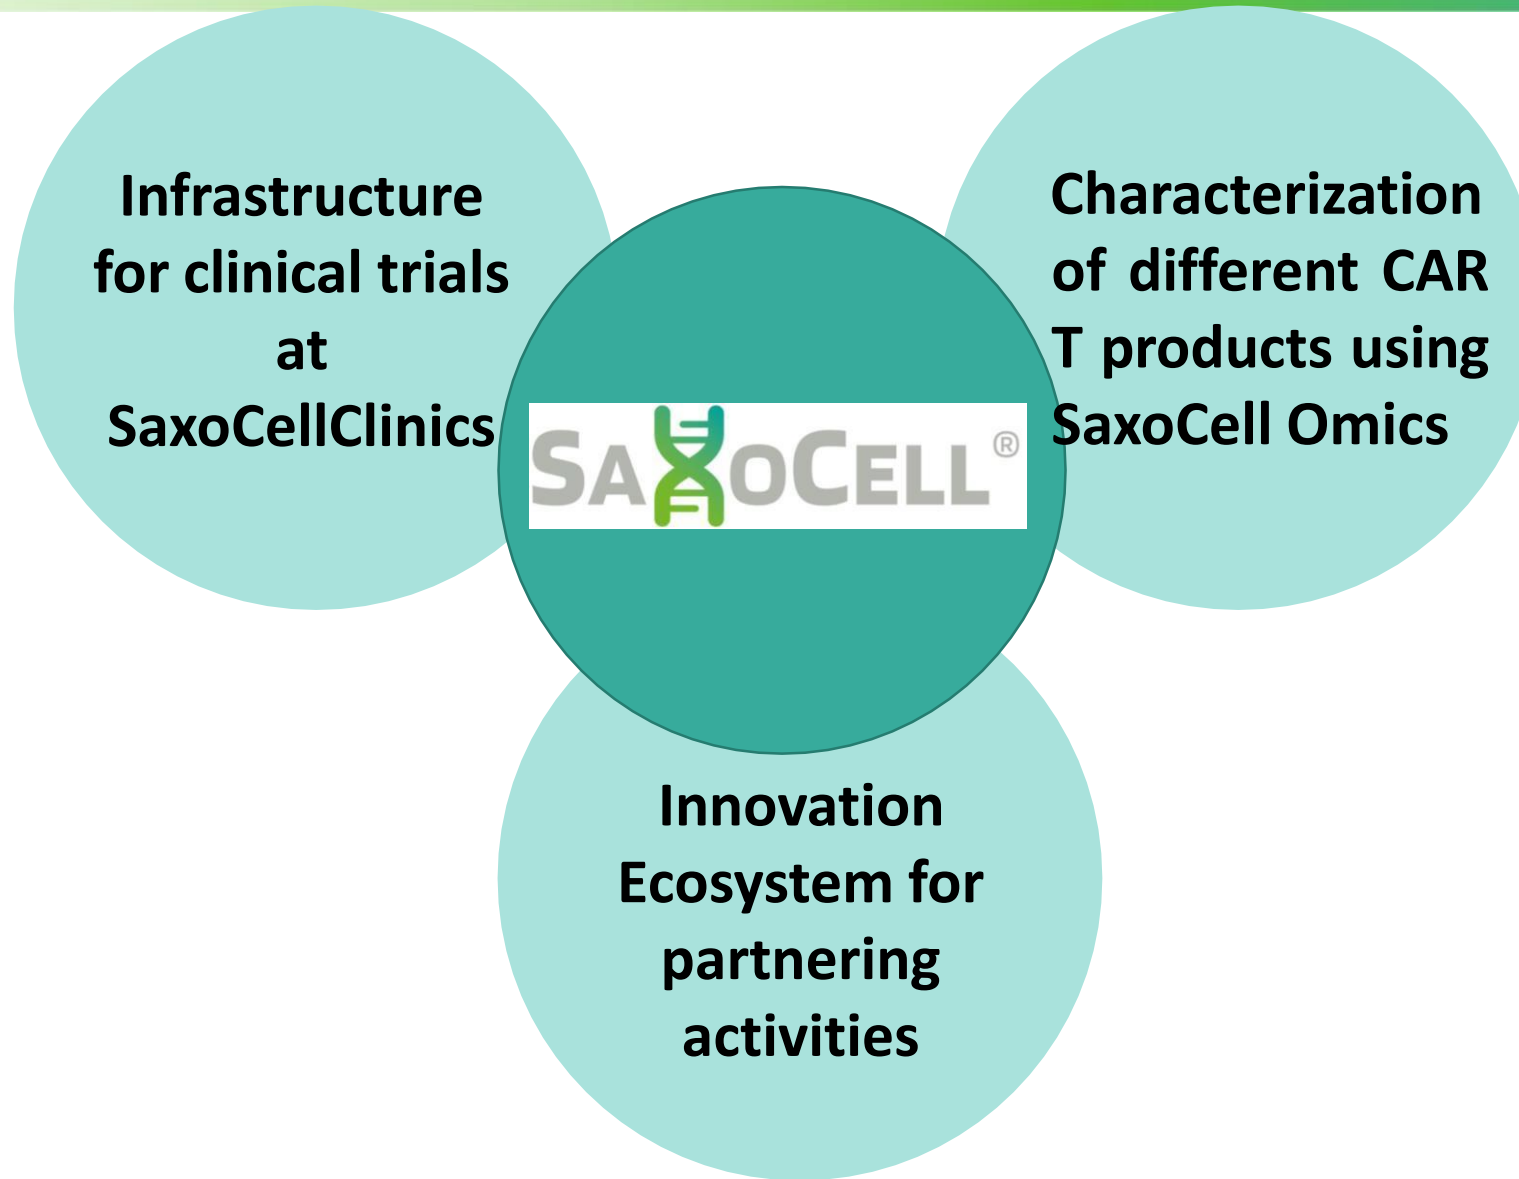 Infrastructure
for clinical trials
at
SaxoCellClinics
SAXOCELL®
Characterization
of different CAR
T products using
SaxoCell Omics
Innovation
Ecosystem for
partnering
activities